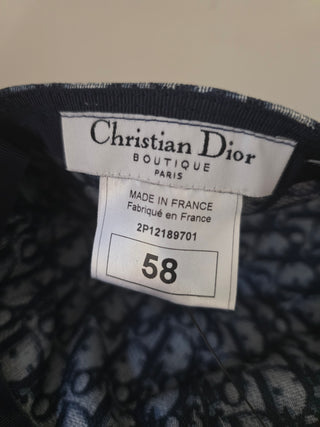 Christian Dior
BOUTIQUE
PARIS
MADE IN FRANCE
Fabriqué en France
2P12189701
58